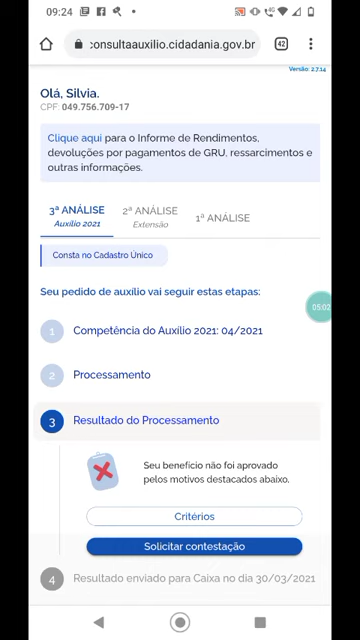 09:24
consultaauxilio.cidadania.gov.br
42
Versão: 2.7.14
Olá, Silvia.
CPF: 049.756.709-17
Clique aqui para o Informe de Rendimentos,
devoluções por pagamentos de GRU, ressarcimentos e
outras informações.
3ª ANÁLISE 2ª ANÁLISE 1ª ANÁLISE
Auxílio 2021 Extensão
Consta no Cadastro Único
Seu pedido de auxílio vai seguir estas etapas:
05:02
1 Competência do Auxílio 2021: 04/2021
2 Processamento
3 Resultado do Processamento
Seu benefício não foi aprovado
pelos motivos destacados abaixo.
Critérios
Solicitar contestação
4 Resultado enviado para Caixa no dia 30/03/2021